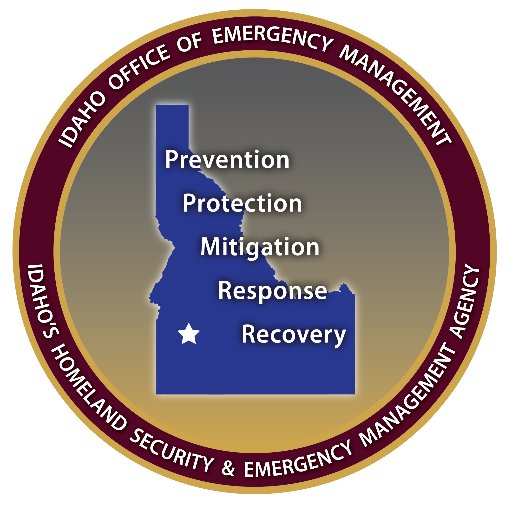 IDAHO OFFICE OF EMERGENCY MANAGEMENT
Prevention
Protection
Mitigation
Response
Recovery
IDAHO'S HOMELAND SECURITY & EMERGENCY MANAGEMENT AGENCY